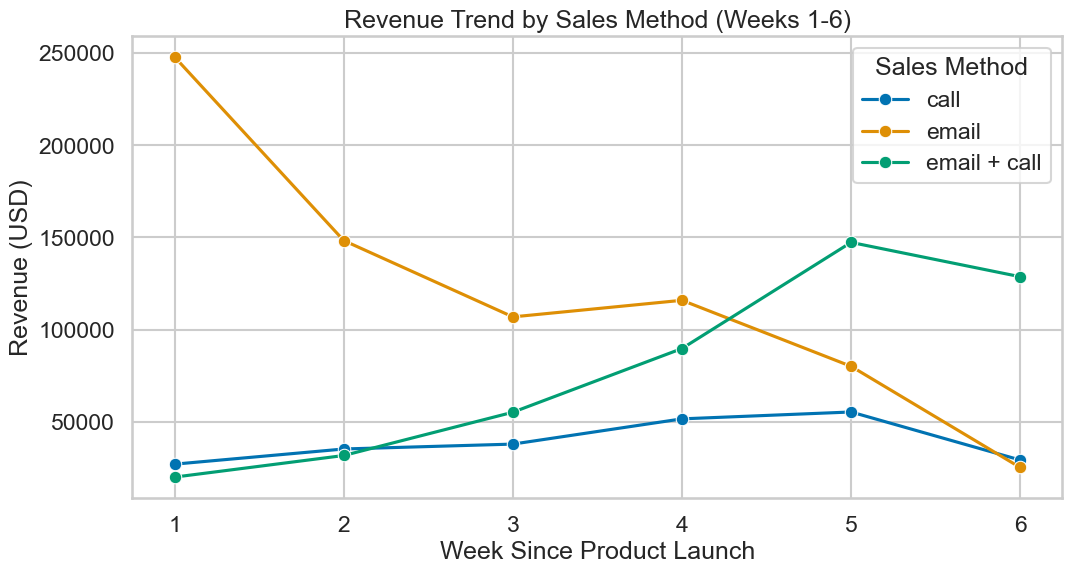 Revenue Trend by Sales Method (Weeks 1-6)
250000
200000
150000
100000
50000
Revenue (USD)
Sales Method
call
email
email + call
1 2 3 4 5 6
Week Since Product Launch